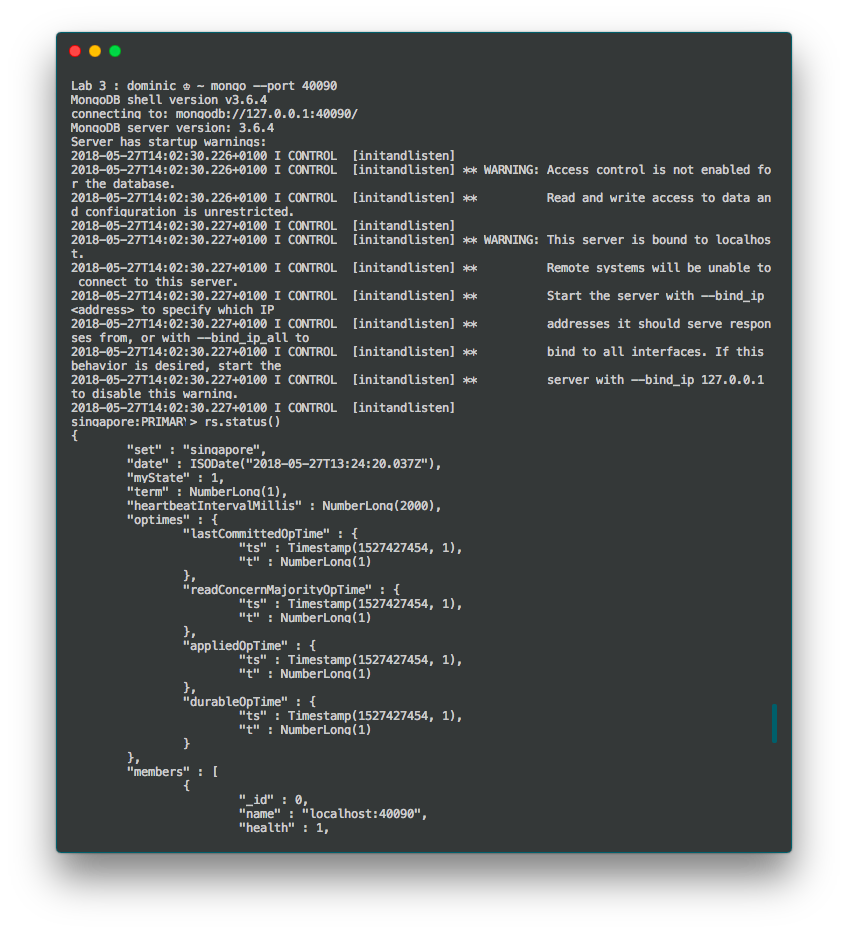 Lab 3 : dominic ♔ ~ mongo --port 40090
MongoDB shell version v3.6.4
connecting to: mongodb://127.0.0.1:40090/
MongoDB server version: 3.6.4
Server has startup warnings:
2018-05-27T14:02:30.226+0100 I CONTROL  [initandlisten]
2018-05-27T14:02:30.226+0100 I CONTROL  [initandlisten] ** WARNING: Access control is not enabled fo
r the database.
2018-05-27T14:02:30.226+0100 I CONTROL  [initandlisten] **          Read and write access to data an
d configuration is unrestricted.
2018-05-27T14:02:30.227+0100 I CONTROL  [initandlisten]
2018-05-27T14:02:30.227+0100 I CONTROL  [initandlisten] ** WARNING: This server is bound to localhos
t.
2018-05-27T14:02:30.227+0100 I CONTROL  [initandlisten] **          Remote systems will be unable to
 connect to this server.
2018-05-27T14:02:30.227+0100 I CONTROL  [initandlisten] **          Start the server with --bind_ip
<address> to specify which IP
2018-05-27T14:02:30.227+0100 I CONTROL  [initandlisten] **          addresses it should serve respon
ses from, or with --bind_ip_all to
2018-05-27T14:02:30.227+0100 I CONTROL  [initandlisten] **          bind to all interfaces. If this
behavior is desired, start the
2018-05-27T14:02:30.227+0100 I CONTROL  [initandlisten] **          server with --bind_ip 127.0.0.1
to disable this warning.
2018-05-27T14:02:30.227+0100 I CONTROL  [initandlisten]
singapore:PRIMARY> rs.status()
{
        "set" : "singapore",
        "date" : ISODate("2018-05-27T13:24:20.037Z"),
        "myState" : 1,
        "term" : NumberLong(1),
        "heartbeatIntervalMillis" : NumberLong(2000),
        "optimes" : {
                "lastCommittedOpTime" : {
                        "ts" : Timestamp(1527427454, 1),
                        "t" : NumberLong(1)
                },
                "readConcernMajorityOpTime" : {
                        "ts" : Timestamp(1527427454, 1),
                        "t" : NumberLong(1)
                },
                "appliedOpTime" : {
                        "ts" : Timestamp(1527427454, 1),
                        "t" : NumberLong(1)
                },
                "durableOpTime" : {
                        "ts" : Timestamp(1527427454, 1),
                        "t" : NumberLong(1)
                }
        },
        "members" : [
                {
                        "_id" : 0,
                        "name" : "localhost:40090",
                        "health" : 1,